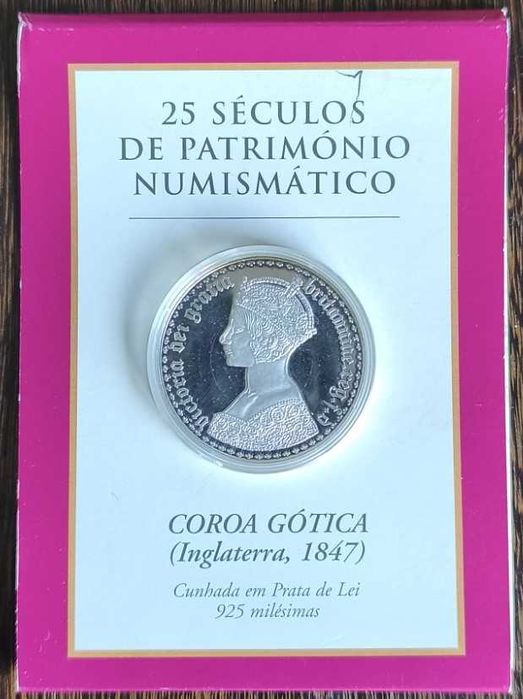 25 SÉCULOS
DE PATRIMÓNIO
NUMISMÁTICO
Victoria dei gratia britanniar. reg. f. d.
COROA GÓTICA
(Inglaterra, 1847)
Cunhada em Prata de Lei
925 milésimas